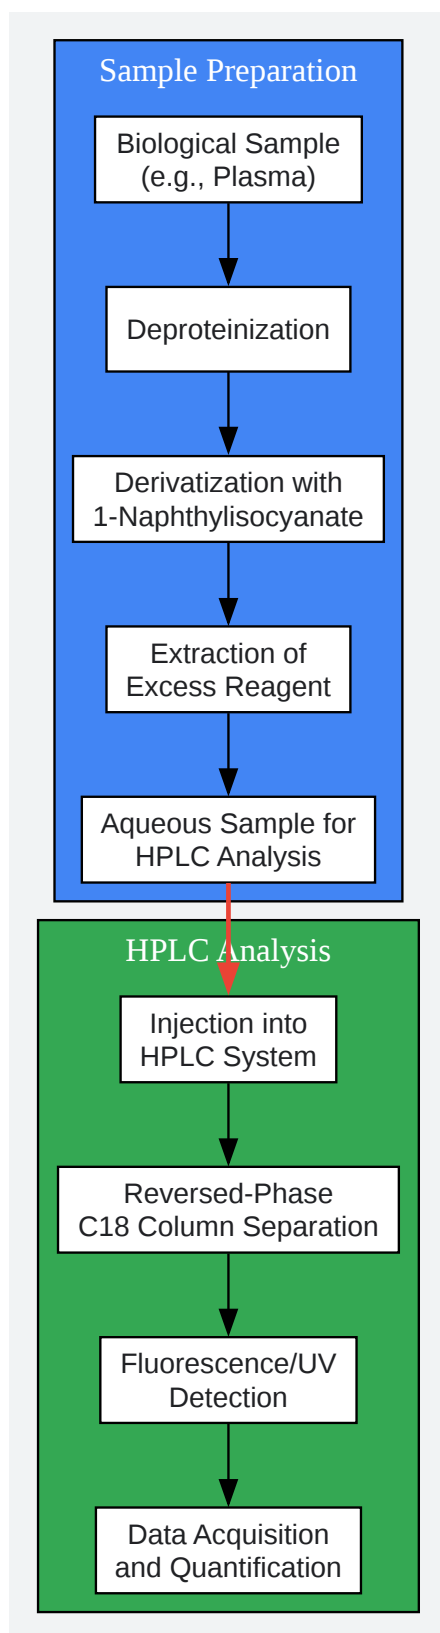 Sample Preparation
Biological Sample
(e.g., Plasma)
Deproteinization
Derivatization with
1-Naphthylisocyanate
Extraction of
Excess Reagent
Aqueous Sample for
HPLC Analysis
HPLC Analysis
Injection into
HPLC System
Reversed-Phase
C18 Column Separation
Fluorescence/UV
Detection
Data Acquisition
and Quantification